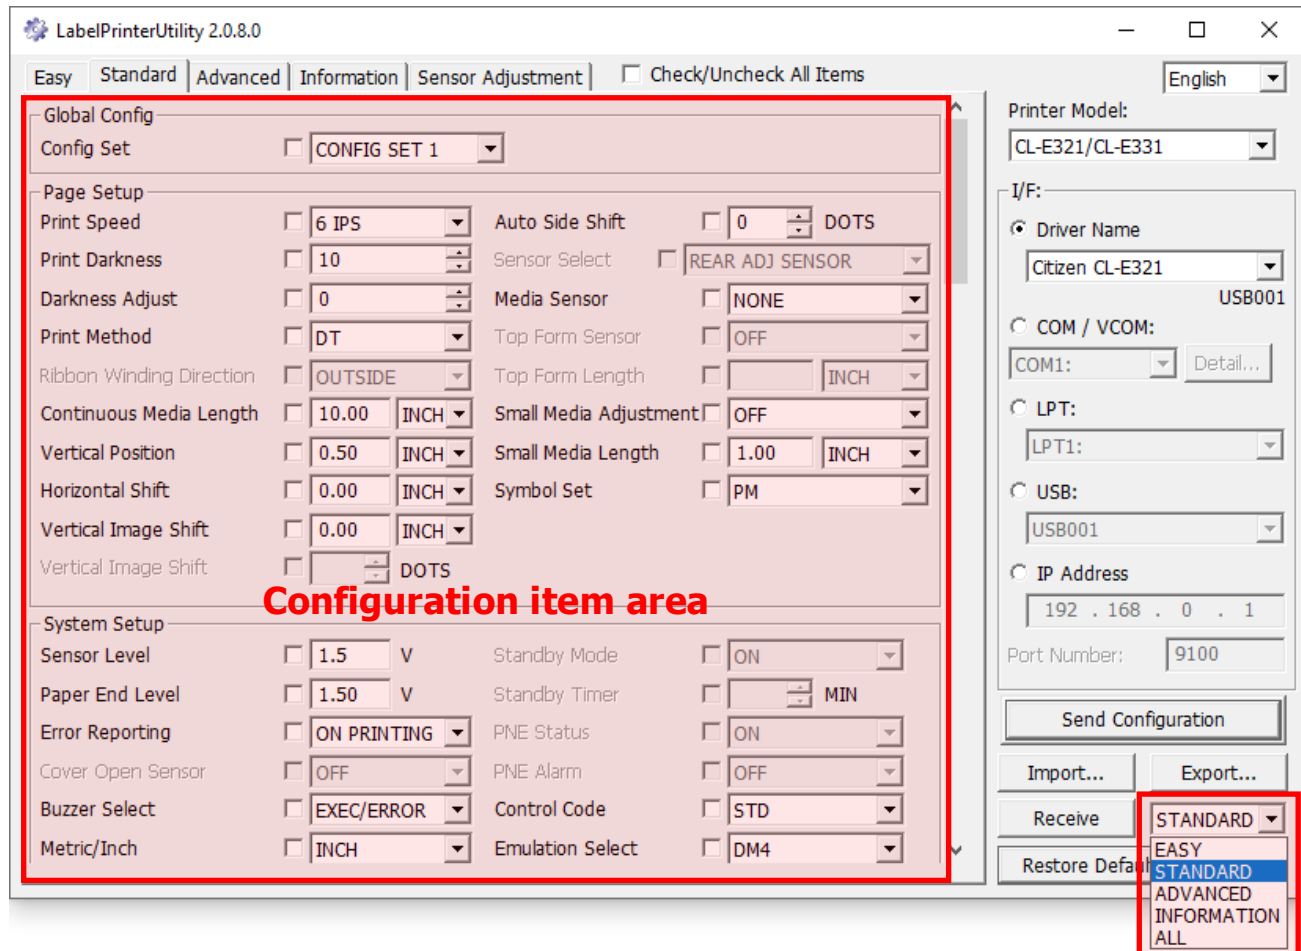 LabelPrinterUtility 2.0.8.0
Easy Standard Advanced Information Sensor Adjustment Check/Uncheck All Items English
Global Config
Config Set CONFIG SET 1
Page Setup
Print Speed 6 IPS Auto Side Shift 0 DOTS
Print Darkness 10 Sensor Select REAR ADJ SENSOR
Darkness Adjust 0 Media Sensor NONE
Print Method DT Top Form Sensor OFF
Ribbon Winding Direction OUTSIDE Top Form Length INCH
Continuous Media Length 10.00 INCH Small Media Adjustment OFF
Vertical Position 0.50 INCH Small Media Length 1.00 INCH
Horizontal Shift 0.00 INCH Symbol Set PM
Vertical Image Shift 0.00 INCH
Vertical Image Shift DOTS
Configuration item area
System Setup
Sensor Level 1.5 V Standby Mode ON
Paper End Level 1.50 V Standby Timer MIN
Error Reporting ON PRINTING PNE Status ON
Cover Open Sensor OFF PNE Alarm OFF
Buzzer Select EXEC/ERROR Control Code STD
Metric/Inch INCH Emulation Select DM4
Printer Model:
CL-E321/CL-E331
I/F:
Driver Name
Citizen CL-E321
USB001
COM / VCOM:
COM1: Detail...
LPT:
LPT1:
USB:
USB001
IP Address
192 . 168 . 0 . 1
Port Number: 9100
Send Configuration
Import... Export...
Receive STANDARD
Restore Defau
EASY
STANDARD
ADVANCED
INFORMATION
ALL